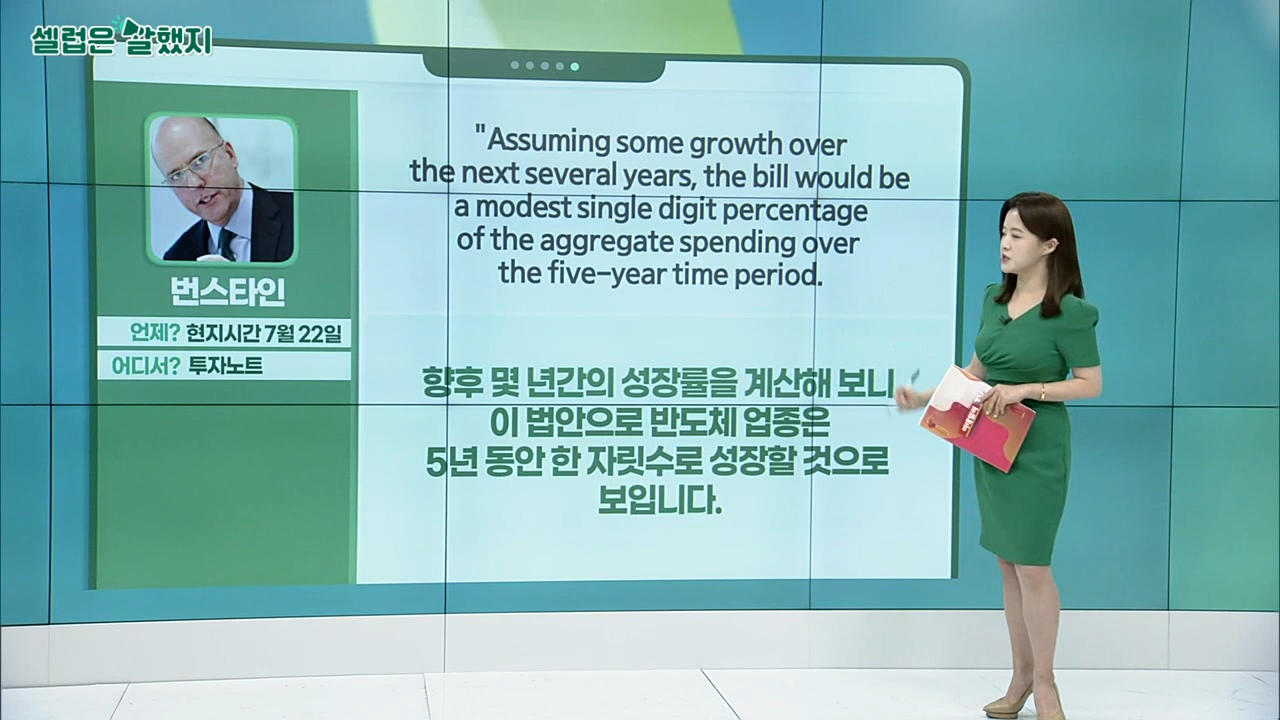 셀럽은 왈했지
"Assuming some growth over
the next several years, the bill would be
a modest single digit percentage
of the aggregate spending over
the five-year time period.
번스타인
언제? 현지시간 7월 22일
어디서? 투자노트
향후 몇 년간의 성장률을 계산해 보니
이 법안으로 반도체 업종은
5년 동안 한 자릿수로 성장할 것으로
보입니다.